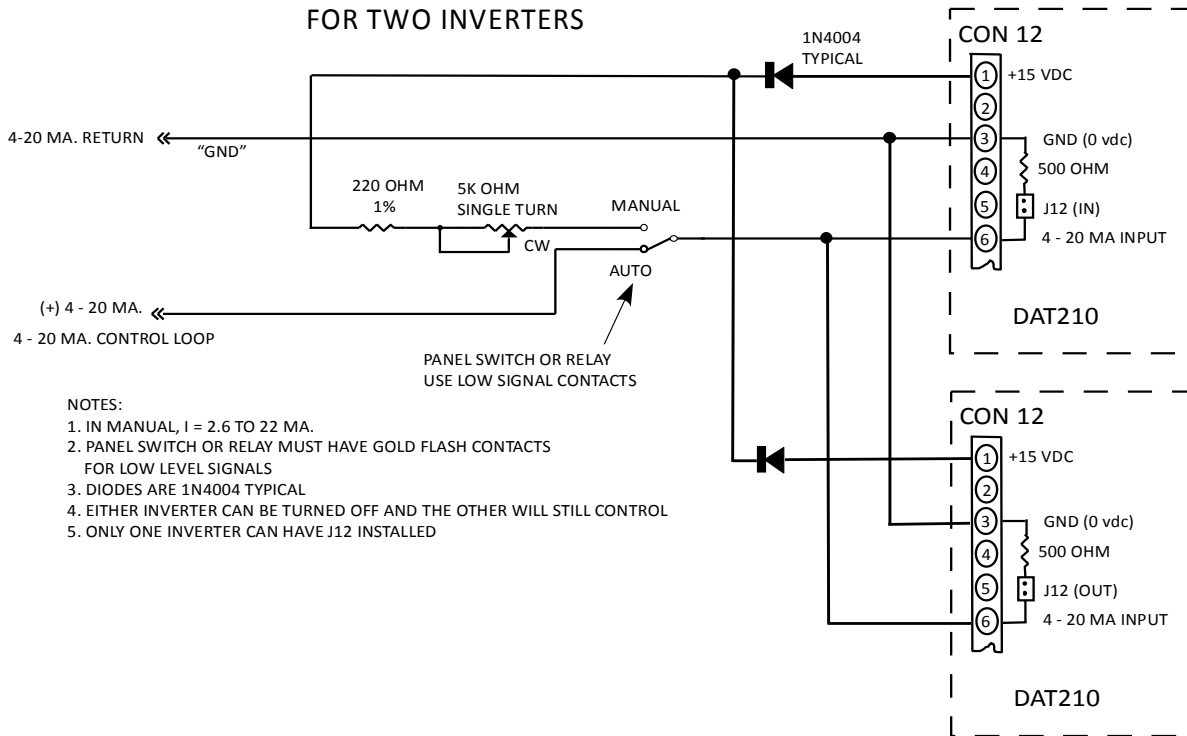 FOR TWO INVERTERS
1N4004
TYPICAL
CON 12
1
+15 VDC
2
4-20 MA. RETURN
"GND"
3
GND (0 vdc)
4
500 OHM
220 OHM
1%
5K OHM
SINGLE TURN
MANUAL
5
J12 (IN)
CW
6
4 - 20 MA INPUT
AUTO
(+) 4 - 20 MA.
4 - 20 MA. CONTROL LOOP
DAT210
PANEL SWITCH OR RELAY
USE LOW SIGNAL CONTACTS
NOTES:
1. IN MANUAL, I = 2.6 TO 22 MA.
2. PANEL SWITCH OR RELAY MUST HAVE GOLD FLASH CONTACTS
FOR LOW LEVEL SIGNALS
3. DIODES ARE 1N4004 TYPICAL
4. EITHER INVERTER CAN BE TURNED OFF AND THE OTHER WILL STILL CONTROL
5. ONLY ONE INVERTER CAN HAVE J12 INSTALLED
CON 12
1
+15 VDC
2
3
GND (0 vdc)
4
500 OHM
5
J12 (OUT)
6
4 - 20 MA INPUT
DAT210